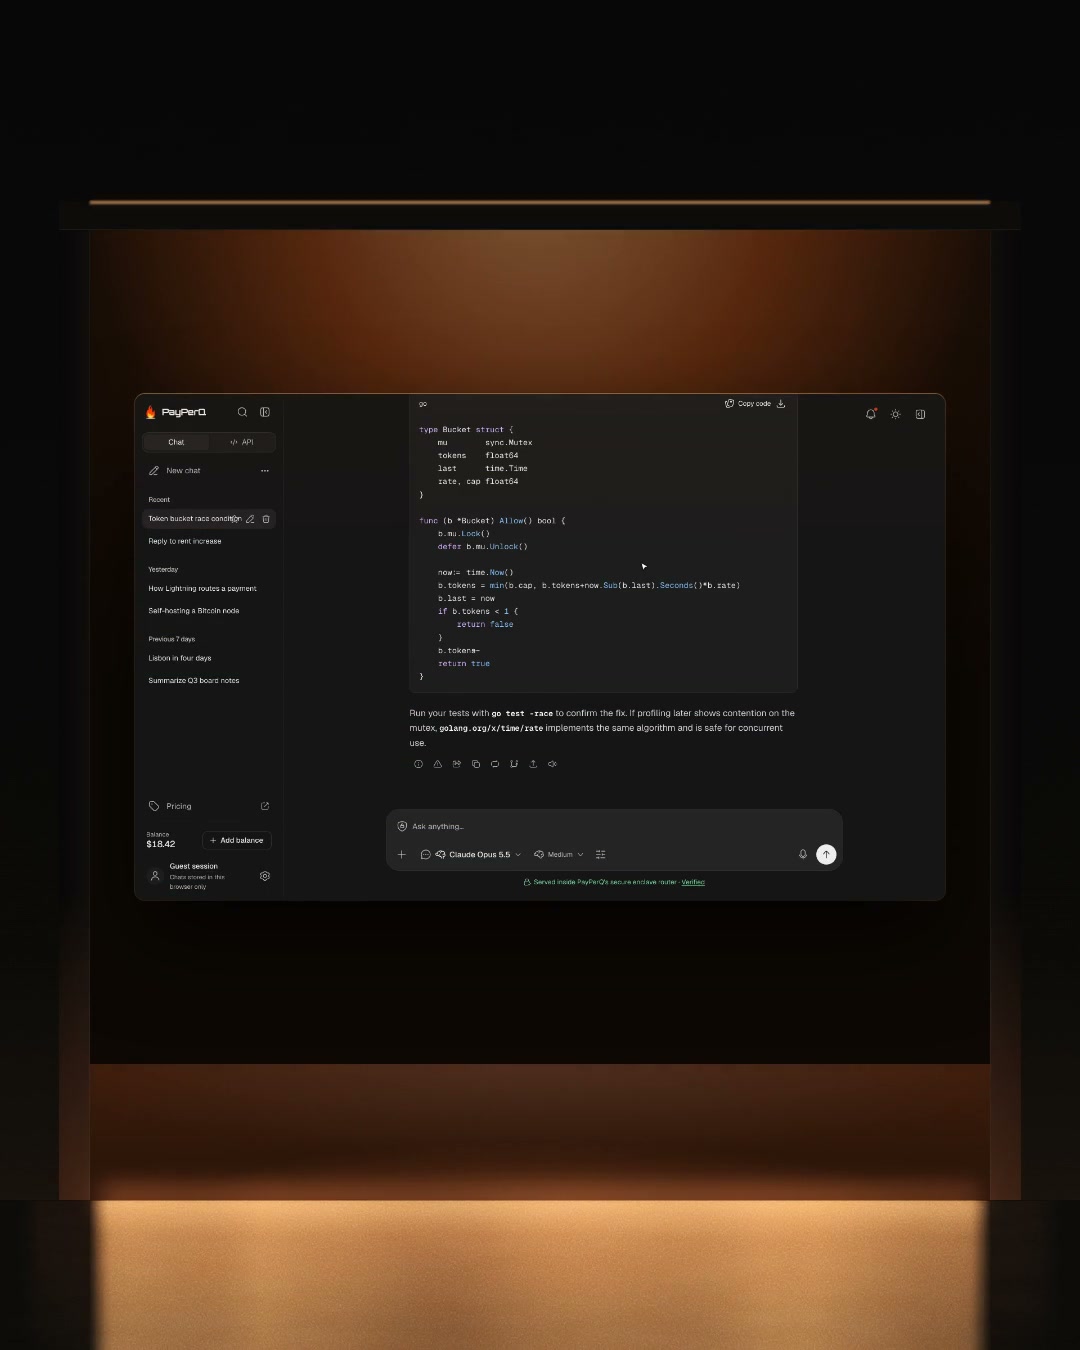 PayPerQ
Chat
API
New chat
Recent
Token bucket race condition
Reply to rent increase
Yesterday
How Lightning routes a payment
Self-hosting a Bitcoin node
Previous 7 days
Lisbon in four days
Summarize Q3 board notes
Pricing
Balance
$18.42
+ Add balance
Guest session
Chats stored in this
browser only
go
Copy code
type Bucket struct {
mu sync.Mutex
tokens float64
last time.Time
rate, cap float64
}
func (b *Bucket) Allow() bool {
b.mu.Lock()
defer b.mu.Unlock()
now:= time.Now()
b.tokens = min(b.cap, b.tokens+now.Sub(b.last).Seconds()*b.rate)
b.last = now
if b.tokens < 1 {
return false
}
b.tokens--
return true
}
Run your tests with go test -race to confirm the fix. If profiling later shows contention on the
mutex, golang.org/x/time/rate implements the same algorithm and is safe for concurrent
use.
Ask anything...
Claude Opus 5.5
Medium
Served inside PayPerQ's secure enclave router · Verified